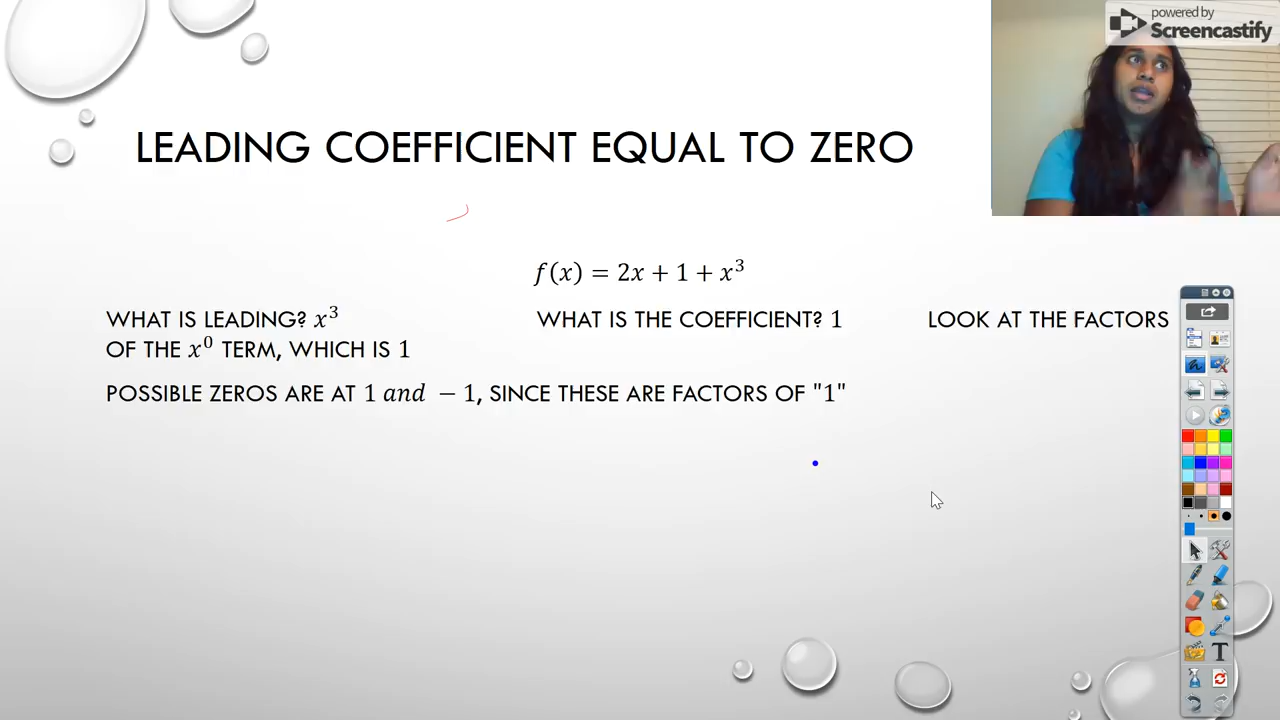 powered by
Screencastify
LEADING COEFFICIENT EQUAL TO ZERO
f(x) = 2x + 1 + x³
WHAT IS LEADING? x³ WHAT IS THE COEFFICIENT? 1 LOOK AT THE FACTORS
OF THE x⁰ TERM, WHICH IS 1
POSSIBLE ZEROS ARE AT 1 and − 1, SINCE THESE ARE FACTORS OF "1"
T